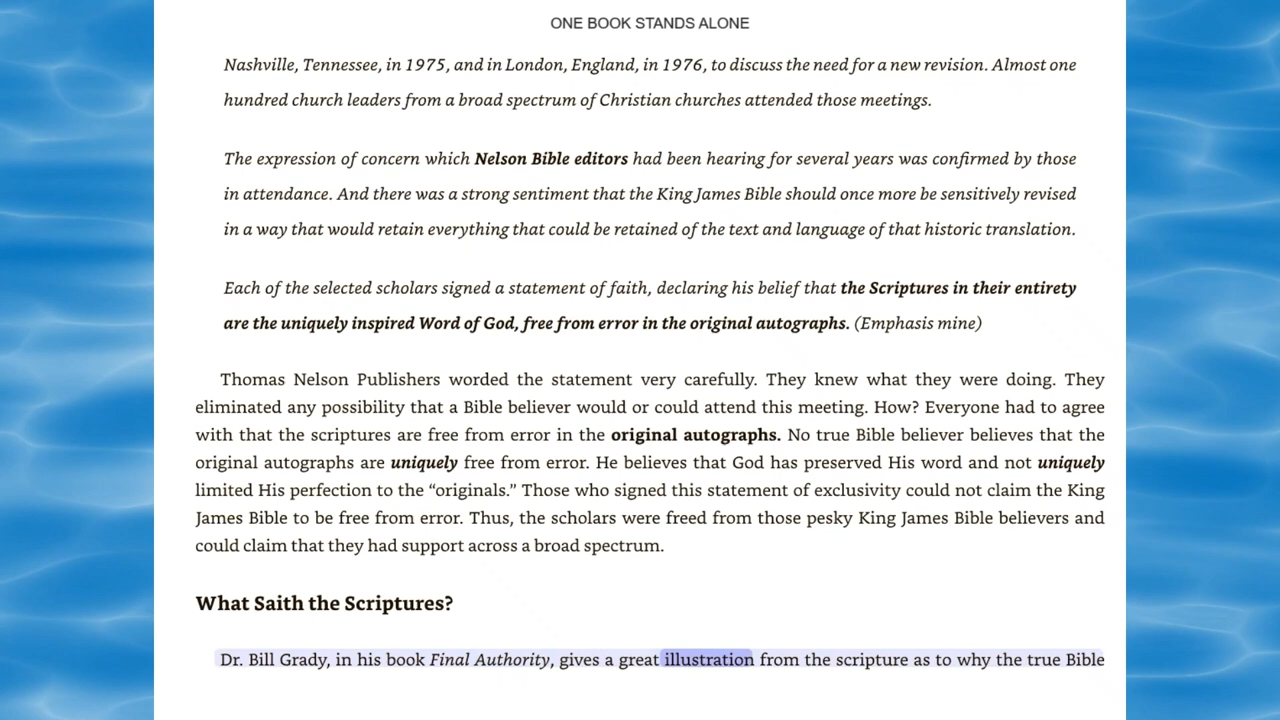 ONE BOOK STANDS ALONE
Nashville, Tennessee, in 1975, and in London, England, in 1976, to discuss the need for a new revision. Almost one
hundred church leaders from a broad spectrum of Christian churches attended those meetings.
The expression of concern which Nelson Bible editors had been hearing for several years was confirmed by those
in attendance. And there was a strong sentiment that the King James Bible should once more be sensitively revised
in a way that would retain everything that could be retained of the text and language of that historic translation.
Each of the selected scholars signed a statement of faith, declaring his belief that the Scriptures in their entirety
are the uniquely inspired Word of God, free from error in the original autographs. (Emphasis mine)
Thomas Nelson Publishers worded the statement very carefully. They knew what they were doing. They
eliminated any possibility that a Bible believer would or could attend this meeting. How? Everyone had to agree
with that the scriptures are free from error in the original autographs. No true Bible believer believes that the
original autographs are uniquely free from error. He believes that God has preserved His word and not uniquely
limited His perfection to the “originals.” Those who signed this statement of exclusivity could not claim the King
James Bible to be free from error. Thus, the scholars were freed from those pesky King James Bible believers and
could claim that they had support across a broad spectrum.
What Saith the Scriptures?
Dr. Bill Grady, in his book Final Authority, gives a great illustration from the scripture as to why the true Bible